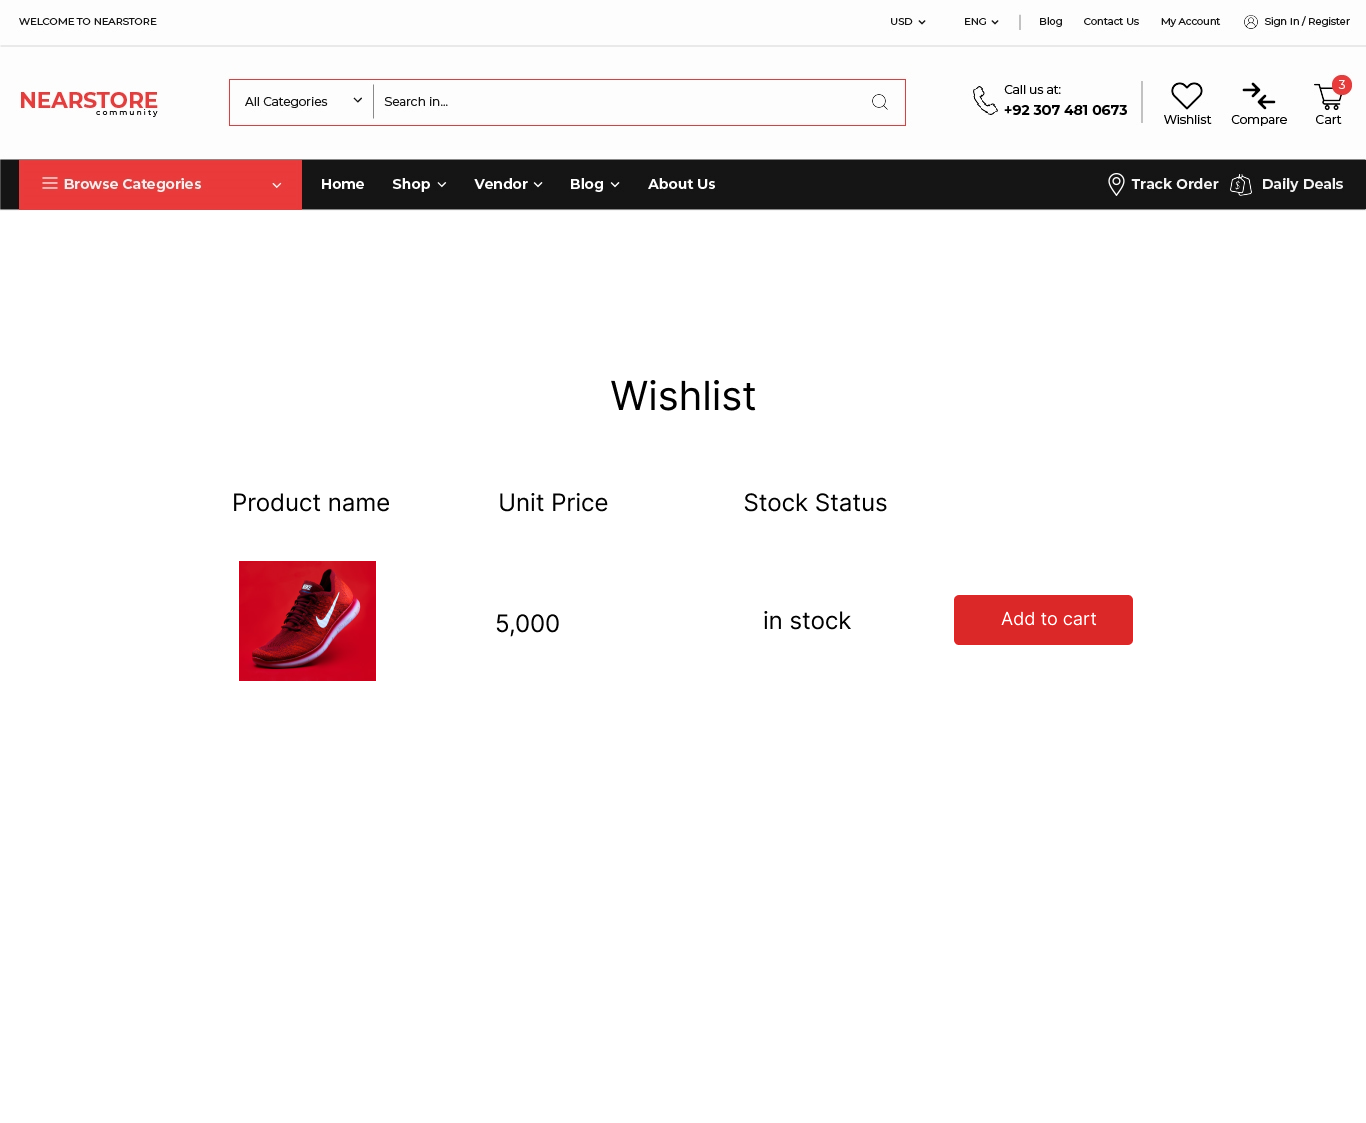 WELCOME TO NEARSTORE
USD
ENG
Blog
Contact Us
My Account
Sign In / Register
NEARSTORE
community
All Categories
Search in...
Call us at:
+92 307 481 0673
Wishlist
Compare
3
Cart
Browse Categories
Home
Shop
Vendor
Blog
About Us
Track Order
Daily Deals
Wishlist
Product name
Unit Price
Stock Status
NIKE
5,000
in stock
Add to cart